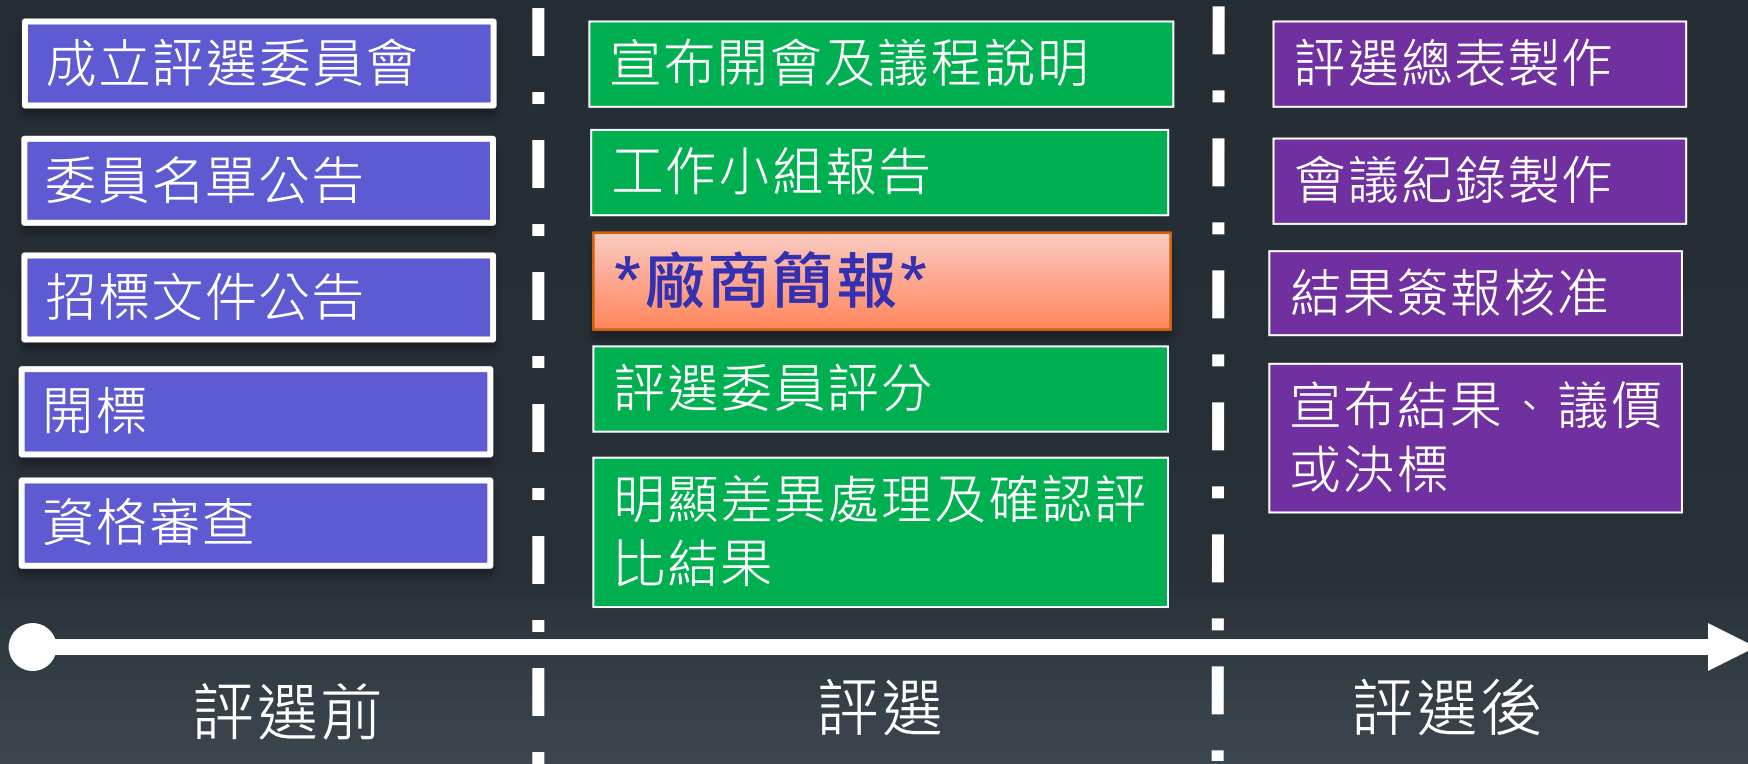 成立評選委員會
委員名單公告
招標文件公告
開標
資格審查
宣布開會及議程說明
工作小組報告
*廠商簡報*
評選委員評分
明顯差異處理及確認評
比結果
評選總表製作
會議紀錄製作
結果簽報核准
宣布結果、議價
或決標
評選前
評選
評選後